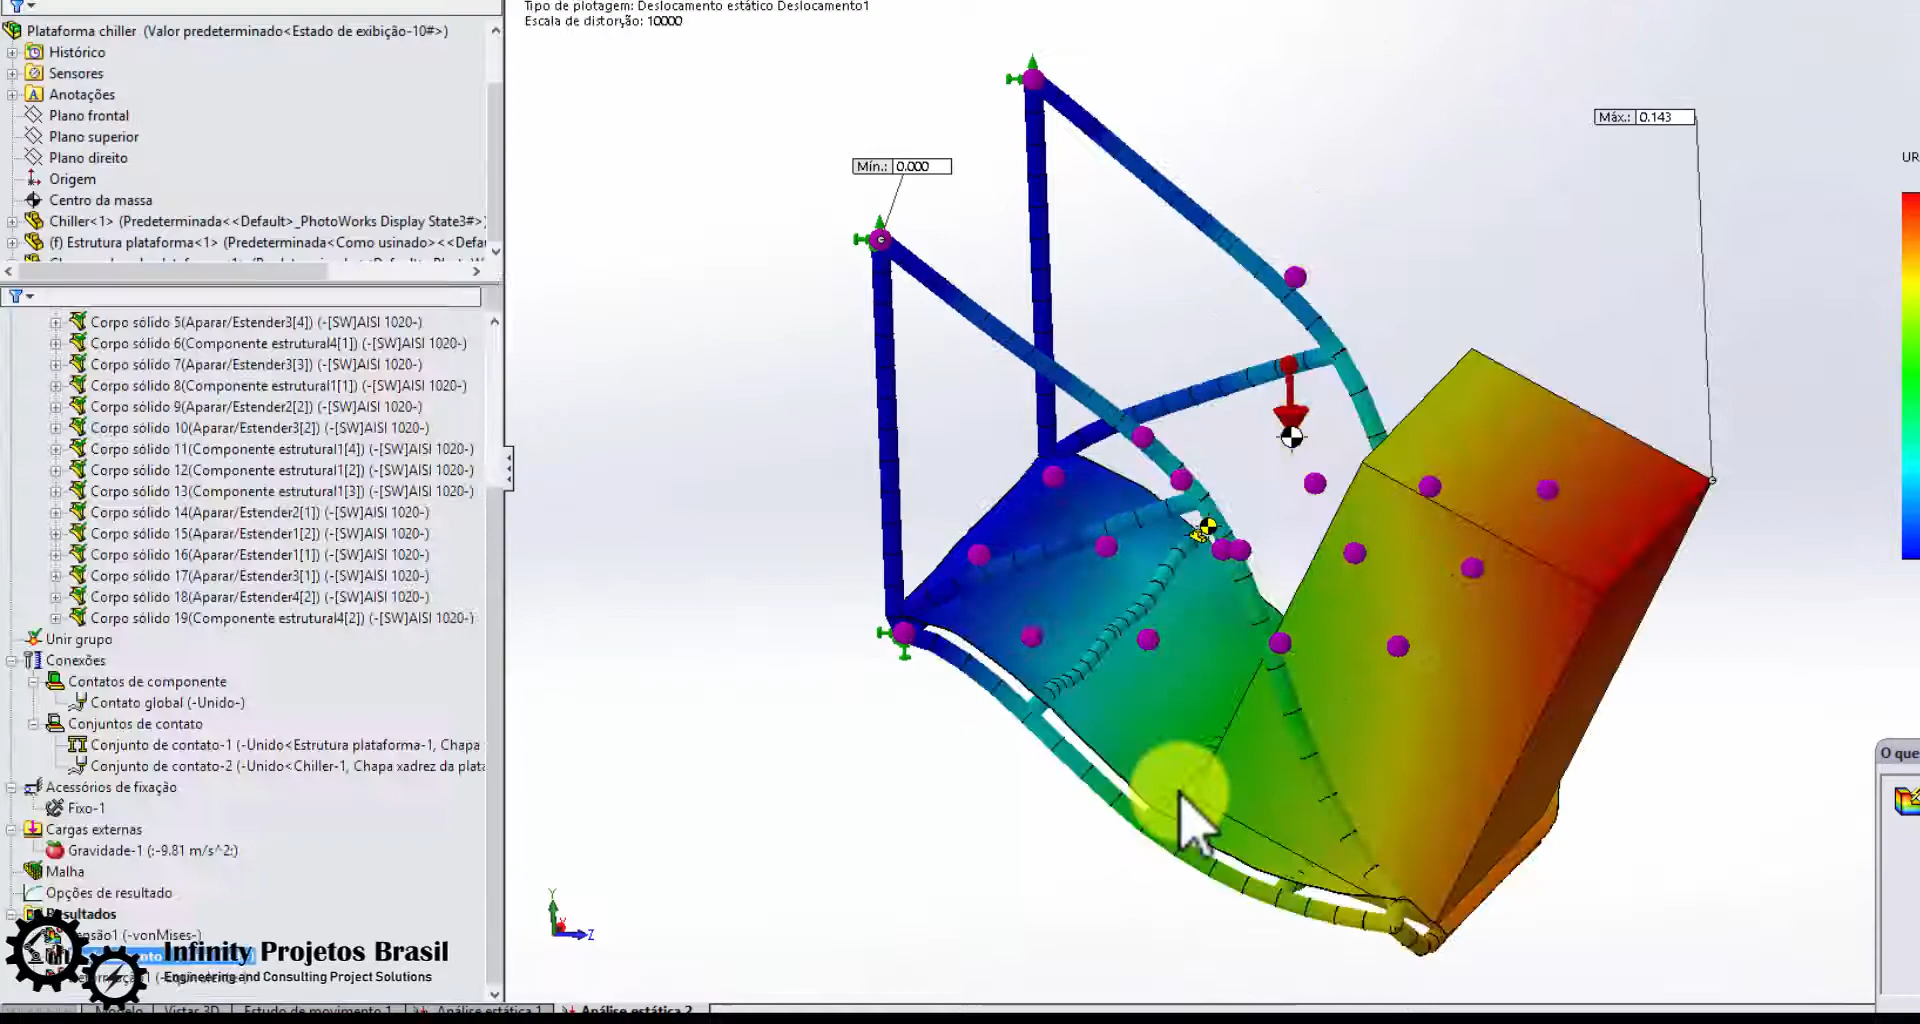 Tipo de plotagem: Deslocamento estático Deslocamento1
Escala de distorção: 10000
Plataforma chiller (Valor predeterminado<Estado de exibição-10#>)
Histórico
Sensores
Anotações
Plano frontal
Plano superior
Plano direito
Origem
Centro da massa
Chiller<1> (Predeterminada<<Default>_PhotoWorks Display State3#>)
(f) Estrutura plataforma<1> (Predeterminada<Como usinado><<Defa
Corpo sólido 5(Aparar/Estender3[4]) (-[SW]AISI 1020-)
Corpo sólido 6(Componente estrutural4[1]) (-[SW]AISI 1020-)
Corpo sólido 7(Aparar/Estender3[3]) (-[SW]AISI 1020-)
Corpo sólido 8(Componente estrutural1[1]) (-[SW]AISI 1020-)
Corpo sólido 9(Aparar/Estender2[2]) (-[SW]AISI 1020-)
Corpo sólido 10(Aparar/Estender3[2]) (-[SW]AISI 1020-)
Corpo sólido 11(Componente estrutural1[4]) (-[SW]AISI 1020-)
Corpo sólido 12(Componente estrutural1[2]) (-[SW]AISI 1020-)
Corpo sólido 13(Componente estrutural1[3]) (-[SW]AISI 1020-)
Corpo sólido 14(Aparar/Estender2[1]) (-[SW]AISI 1020-)
Corpo sólido 15(Aparar/Estender1[2]) (-[SW]AISI 1020-)
Corpo sólido 16(Aparar/Estender1[1]) (-[SW]AISI 1020-)
Corpo sólido 17(Aparar/Estender3[1]) (-[SW]AISI 1020-)
Corpo sólido 18(Aparar/Estender4[2]) (-[SW]AISI 1020-)
Corpo sólido 19(Componente estrutural4[2]) (-[SW]AISI 1020-)
Unir grupo
Conexões
Contatos de componente
Contato global (-Unido-)
Conjuntos de contato
Conjunto de contato-1 (-Unido<Estrutura plataforma-1, Chapa
Conjunto de contato-2 (-Unido<Chiller-1, Chapa xadrez da plata
Acessórios de fixação
Fixo-1
Cargas externas
Gravidade-1 (:-9.81 m/s^2:)
Malha
Opções de resultado
Resultados
ensão1 (-vonMises-)
Infinity Projetos Brasil
Engineering and Consulting Project Solutions
Modelo Vistas 3D Estudo de movimento 1 Análise estática 1 Análise estática 2
Mín.: 0.000
Máx.: 0.143
UR
O que
Y
Z